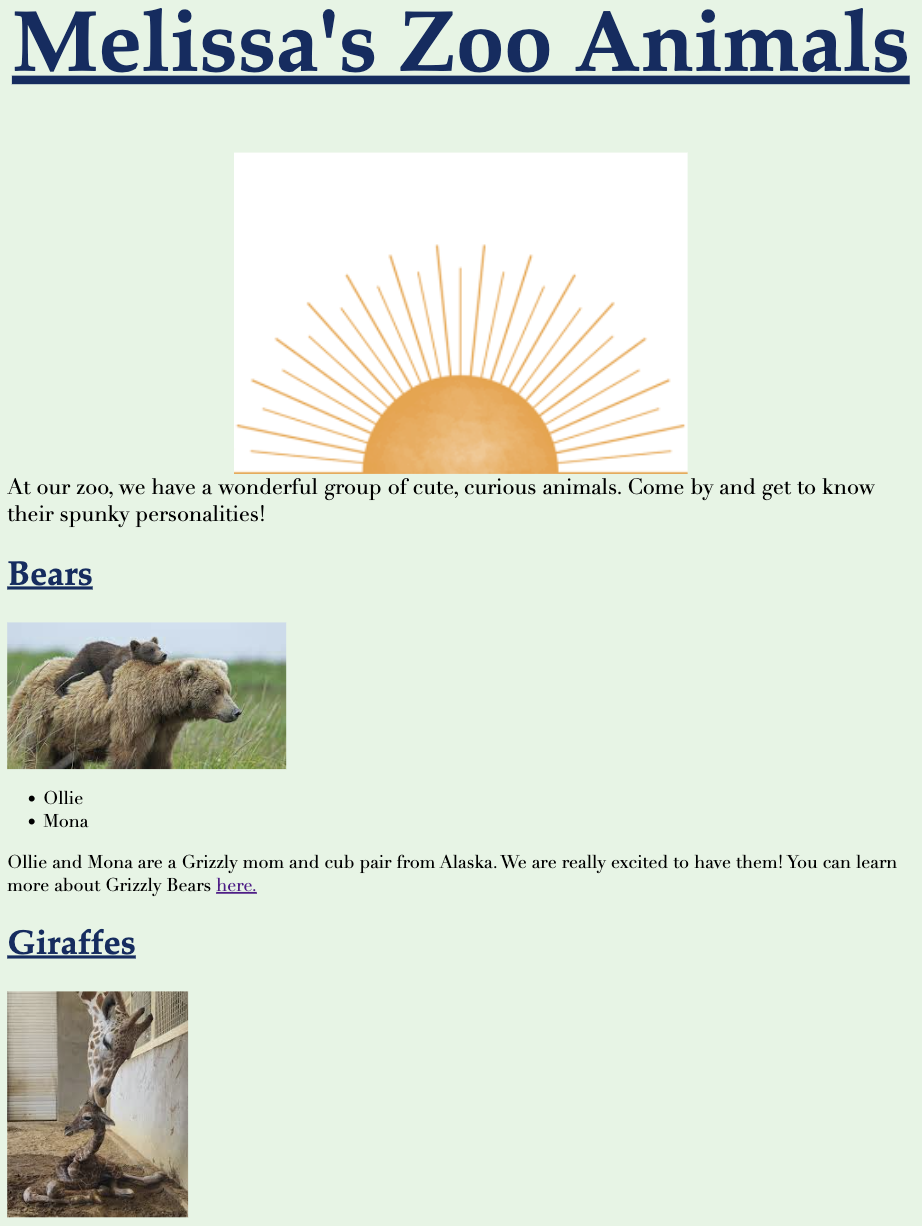 Melissa's Zoo Animals
At our zoo, we have a wonderful group of cute, curious animals. Come by and get to know
their spunky personalities!
Bears
• Ollie
• Mona
Ollie and Mona are a Grizzly mom and cub pair from Alaska. We are really excited to have them! You can learn
more about Grizzly Bears here.
Giraffes